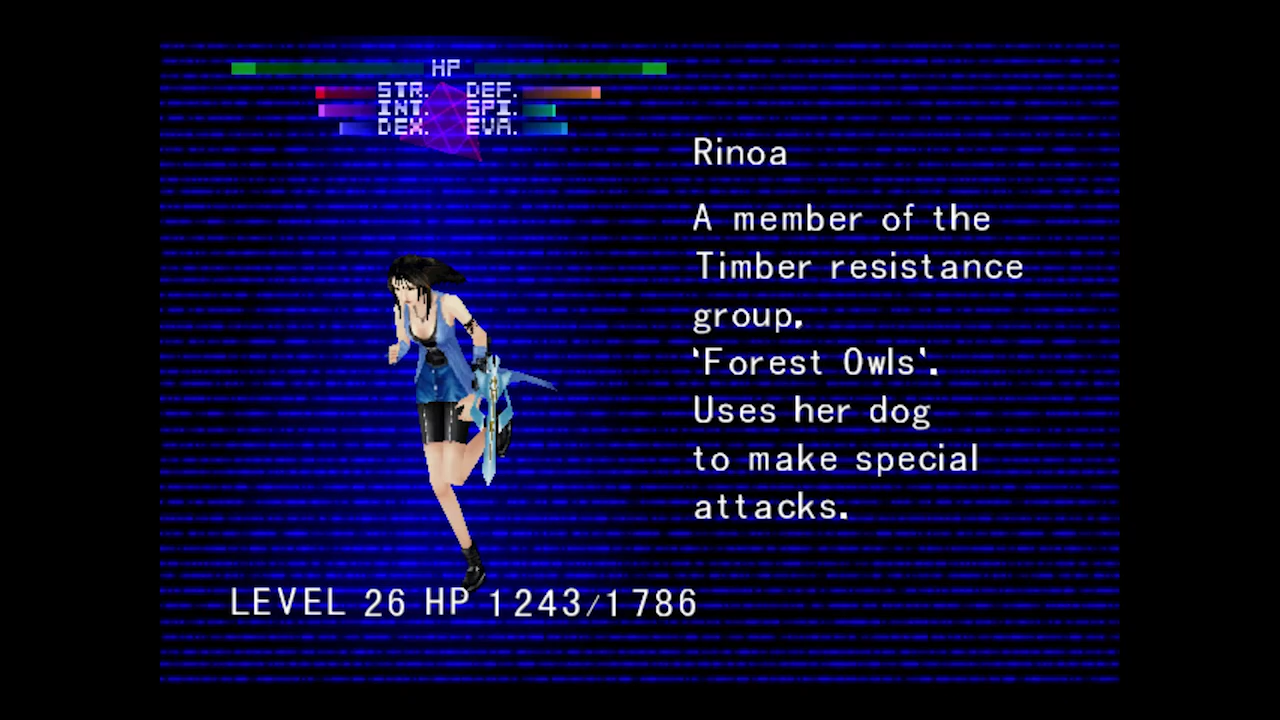 HP
STR. DEF.
INT. SPI.
DEX. EVA.
Rinoa
A member of the
Timber resistance
group.
‘Forest Owls‛.
Uses her dog
to make special
attacks.
LEVEL 26 HP 1243/1786